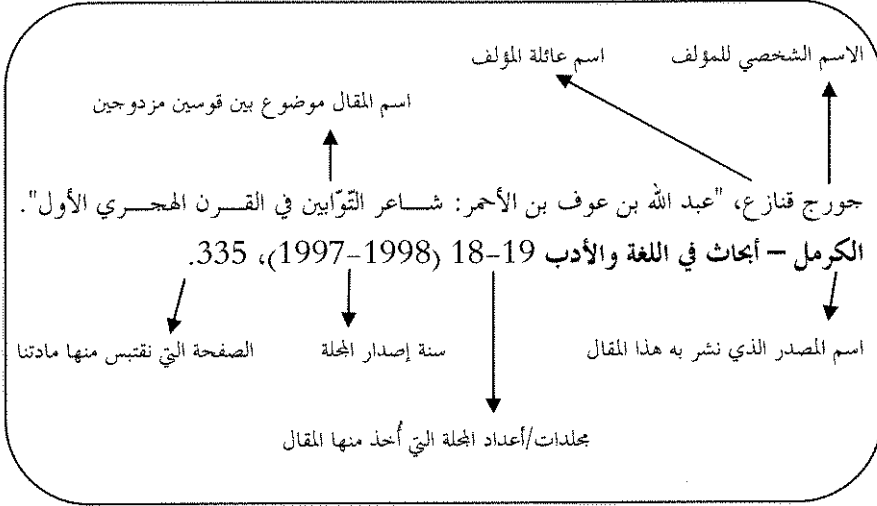 الاسم الشخصي للمؤلف
اسم عائلة المؤلف
اسم المقال موضوع بين قوسين مزدوجين
جورج قنازع، "عبد الله بن عوف بن الأحمر: شاعر التّوّابين في القرن الهجري الأول".
الكرمل – أبحاث في اللغة والأدب 18-19 (1997-1998)، 335.
اسم المصدر الذي نشر به هذا المقال
سنة إصدار المجلة
الصفحة التي نقتبس منها مادتنا
مجلدات/أعداد المجلة التي أُخذ منها المقال